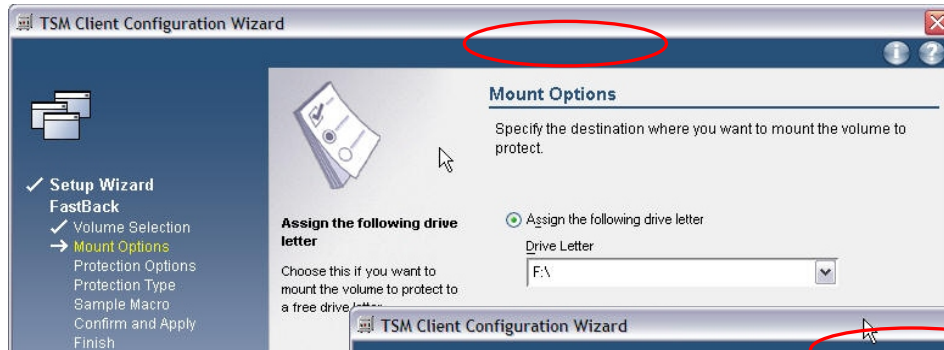 TSM Client Configuration Wizard
Setup Wizard
FastBack
Volume Selection
Mount Options
Protection Options
Protection Type
Sample Macro
Confirm and Apply
Finish
Assign the following drive
letter
Choose this if you want to
mount the volume to protect to
a free drive letter
Mount Options
Specify the destination where you want to mount the volume to
protect.
Assign the following drive letter
Drive Letter
F:\
TSM Client Configuration Wizard